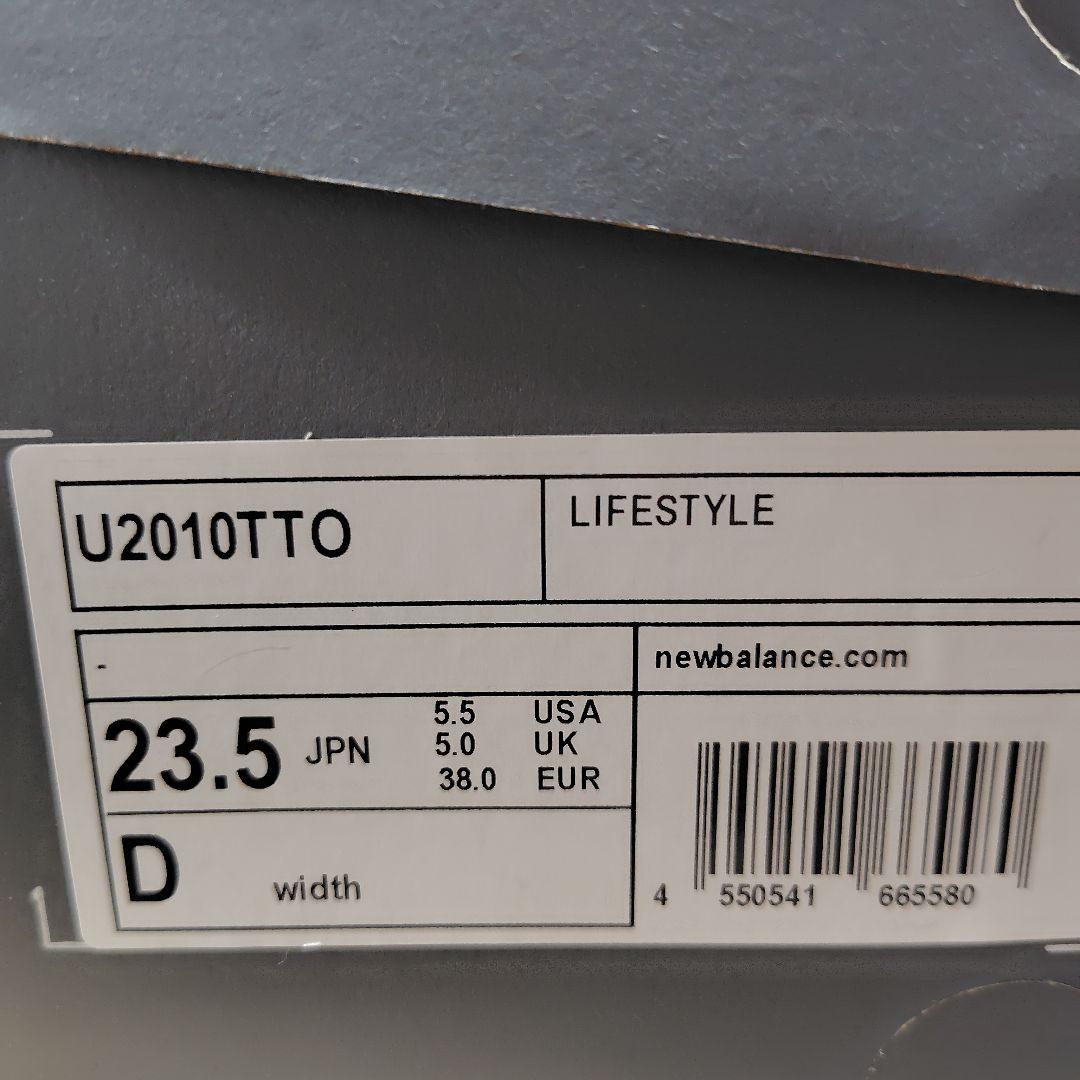 U2010TTO
LIFESTYLE
-
newbalance.com
23.5 JPN
5.5 USA
5.0 UK
38.0 EUR
D width
4 550541 665580